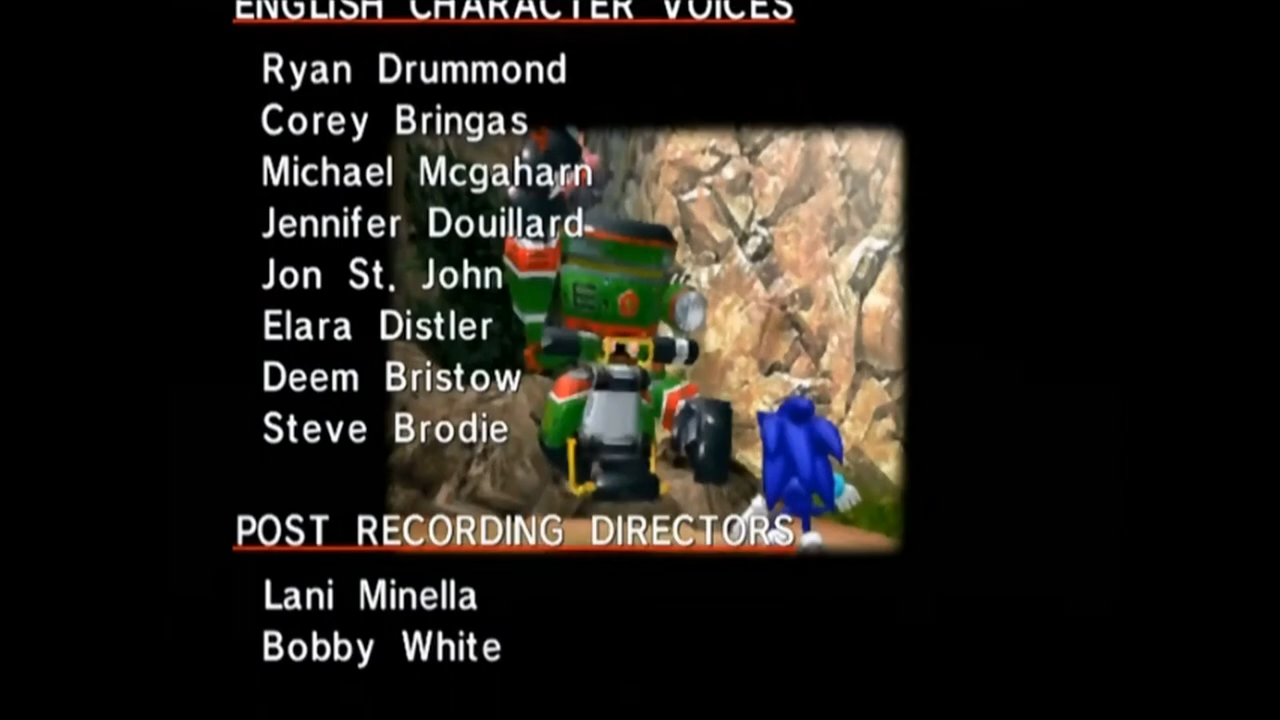 ENGLISH CHARACTER VOICES
Ryan Drummond
Corey Bringas
Michael Mcgaharn
Jennifer Douillard
Jon St. John
Elara Distler
Deem Bristow
Steve Brodie
POST RECORDING DIRECTORS
Lani Minella
Bobby White